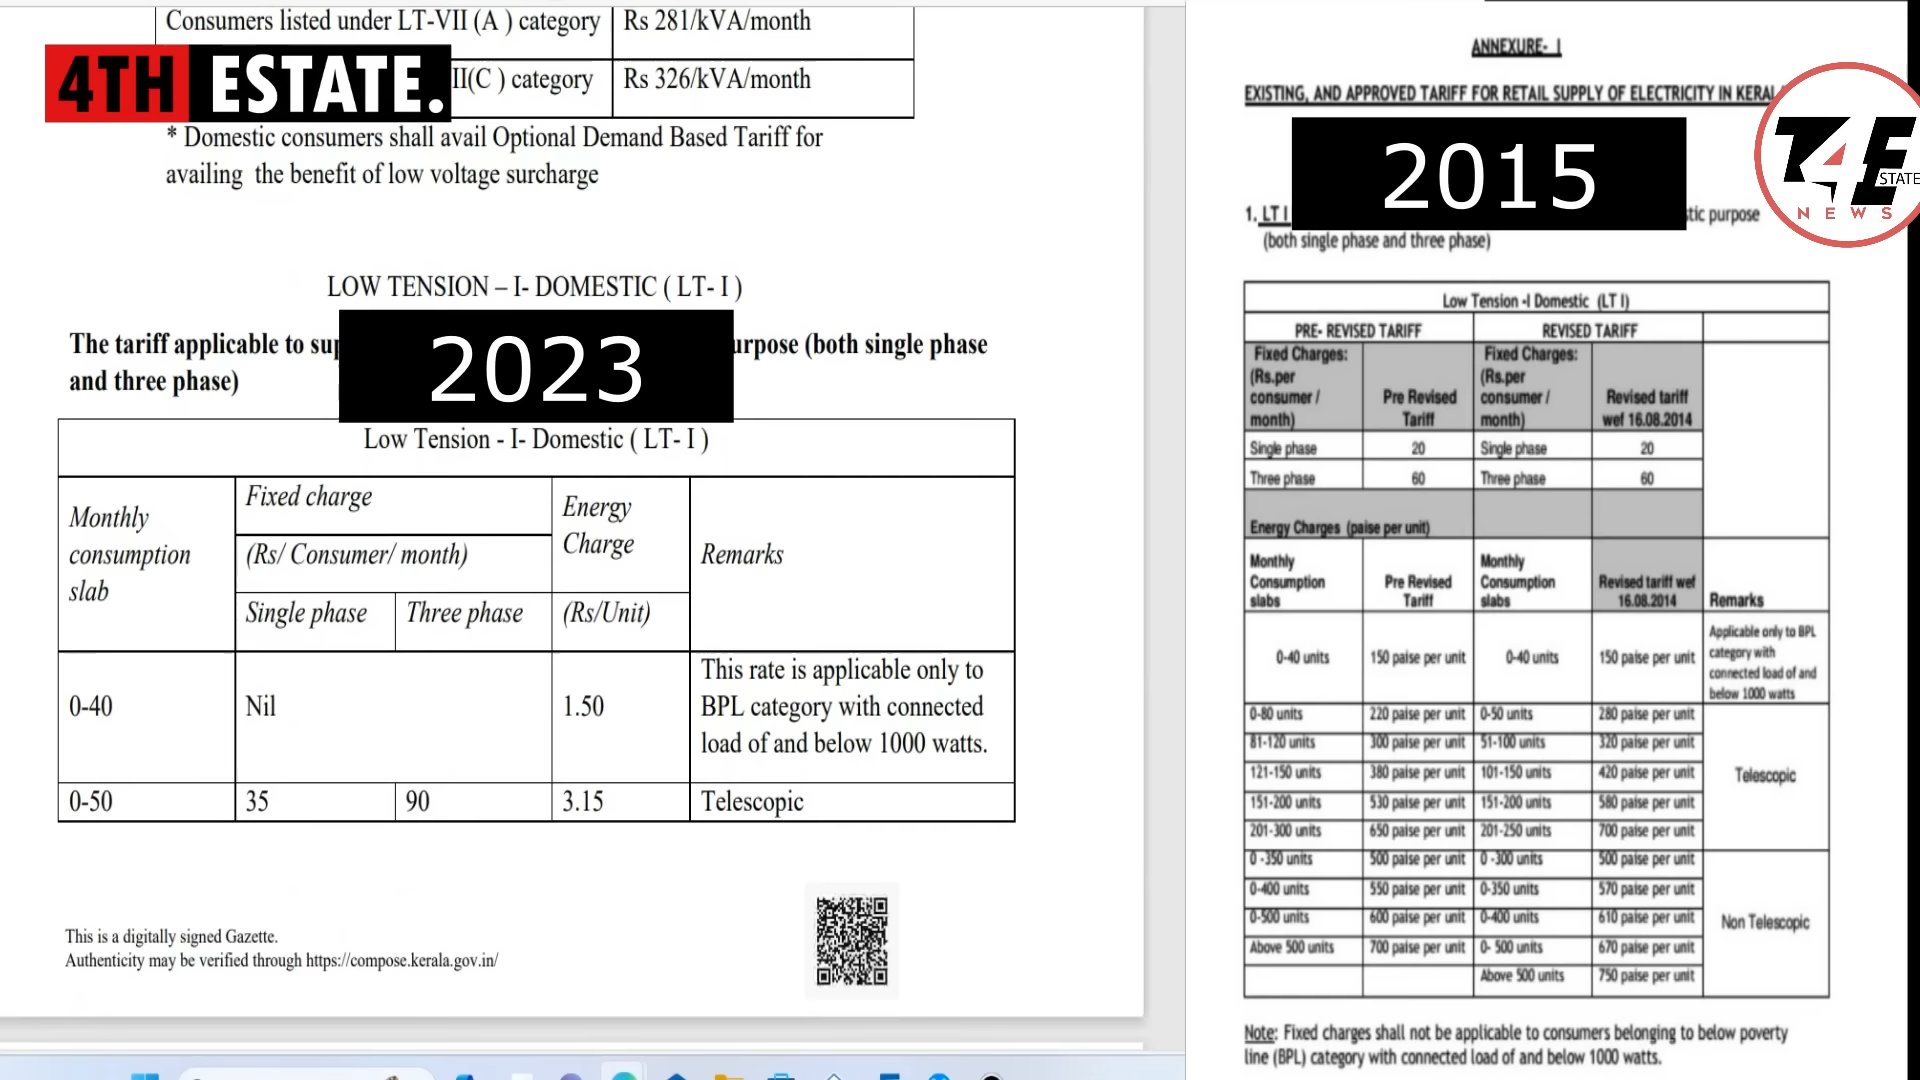 Consumers listed under LT-VII (A ) category Rs 281/kVA/month
4TH ESTATE.
II(C ) category Rs 326/kVA/month
* Domestic consumers shall avail Optional Demand Based Tariff for
availing the benefit of low voltage surcharge
LOW TENSION – I- DOMESTIC ( LT- I )
The tariff applicable to sup urpose (both single phase
and three phase)
2023
Low Tension - I- Domestic ( LT- I )
Monthly consumption slab
Fixed charge
(Rs/ Consumer/ month)
Single phase Three phase
Energy Charge
(Rs/Unit)
Remarks
0-40 Nil 1.50
This rate is applicable only to
BPL category with connected
load of and below 1000 watts.
0-50 35 90 3.15 Telescopic
This is a digitally signed Gazette.
Authenticity may be verified through https://compose.kerala.gov.in/
ANNEXURE- I
EXISTING, AND APPROVED TARIFF FOR RETAIL SUPPLY OF ELECTRICITY IN KERAL
2015
T4E
STATE
NEWS
1. LT I stic purpose
(both single phase and three phase)
Low Tension -I Domestic (LT I)
PRE- REVISED TARIFF REVISED TARIFF
Fixed Charges:
(Rs.per
consumer /
month)
Pre Revised
Tariff
Fixed Charges:
(Rs.per
consumer /
month)
Revised tariff
wef 16.08.2014
Single phase 20 Single phase 20
Three phase 60 Three phase 60
Energy Charges (paise per unit)
Monthly
Consumption
slabs
Pre Revised
Tariff
Monthly
Consumption
slabs
Revised tariff wef
16.08.2014
Remarks
0-40 units 150 paise per unit 0-40 units 150 paise per unit
Applicable only to BPL
category with
connected load of and
below 1000 watts
0-80 units 220 paise per unit 0-50 units 280 paise per unit
81-120 units 300 paise per unit 51-100 units 320 paise per unit
121-150 units 380 paise per unit 101-150 units 420 paise per unit
Telescopic
151-200 units 530 paise per unit 151-200 units 580 paise per unit
201-300 units 650 paise per unit 201-250 units 700 paise per unit
0 -350 units 500 paise per unit 0 -300 units 500 paise per unit
0-400 units 550 paise per unit 0-350 units 570 paise per unit
0-500 units 600 paise per unit 0-400 units 610 paise per unit
Non Telescopic
Above 500 units 700 paise per unit 0- 500 units 670 paise per unit
Above 500 units 750 paise per unit
Note: Fixed charges shall not be applicable to consumers belonging to below poverty
line (BPL) category with connected load of and below 1000 watts.